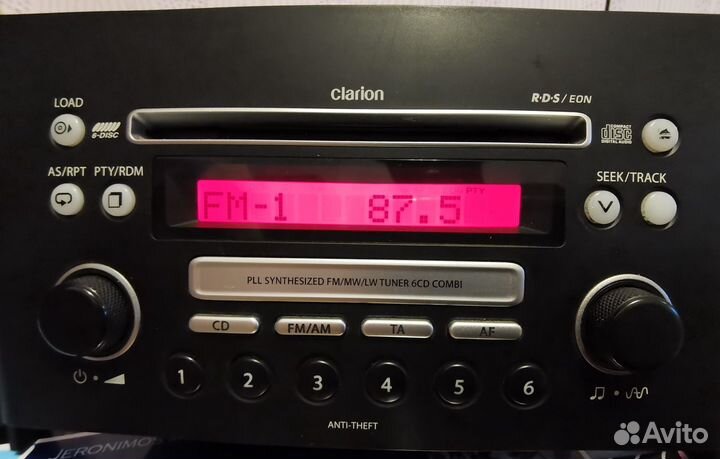 clarion
LOAD
R·D·S / EON
6-DISC
COMPACT
disc
DIGITAL AUDIO
AS/RPT PTY/RDM
SEEK/TRACK
PTY
FM-1 87.5
PLL SYNTHESIZED FM/MW/LW TUNER 6CD COMBI
CD FM/AM TA AF
1 2 3 4 5 6
ANTI-THEFT
JERONIMOS
Avito